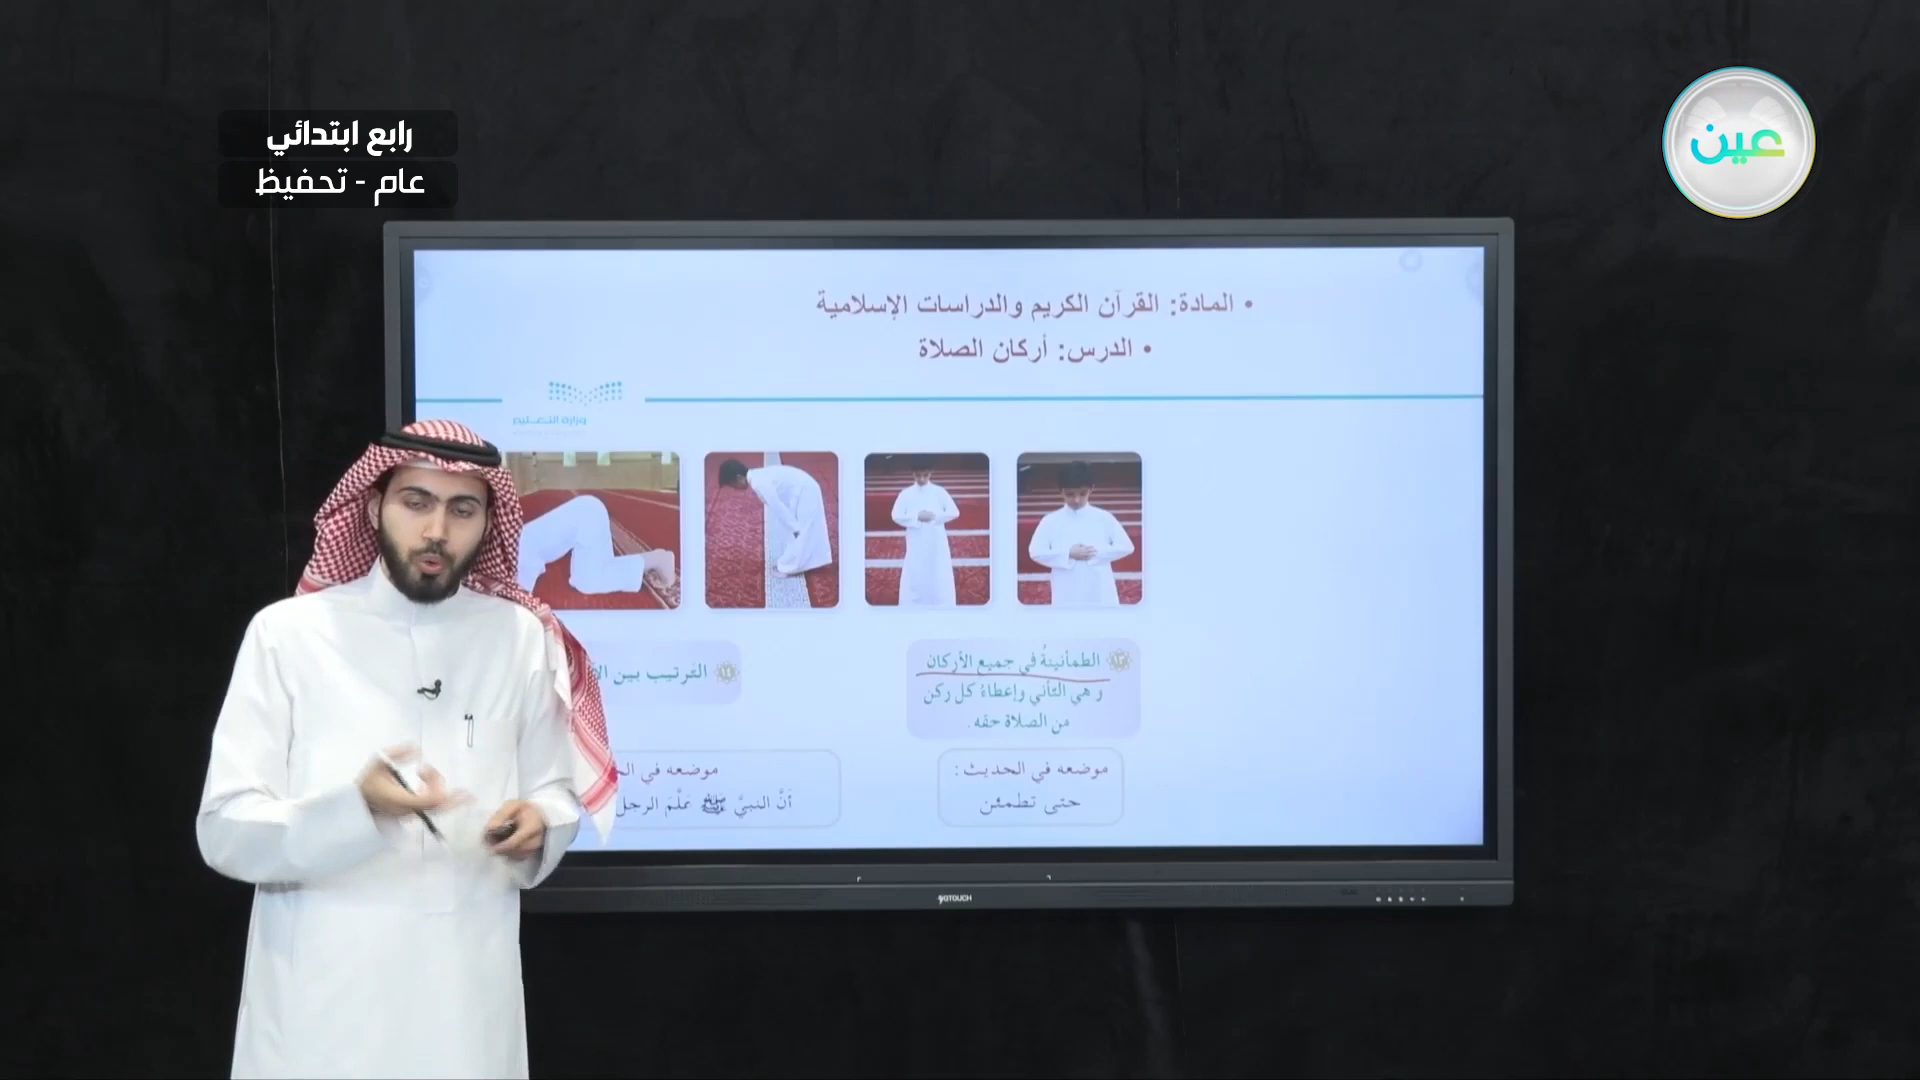 رابع ابتدائي
عام - تحفيظ
عين
• المادة: القرآن الكريم والدراسات الإسلامية
• الدرس: أركان الصلاة
وزارة التعليم
١٣ الطمأنينةُ في جميع الأركان
و هي التأني وإعطاءُ كل ركن
من الصلاة حقه.
موضعه في الحديث:
حتى تطمئن
١٤ الترتيب بين
موضعه في
أنَّ النبيَّ ﷺ علَّمَ الرجل